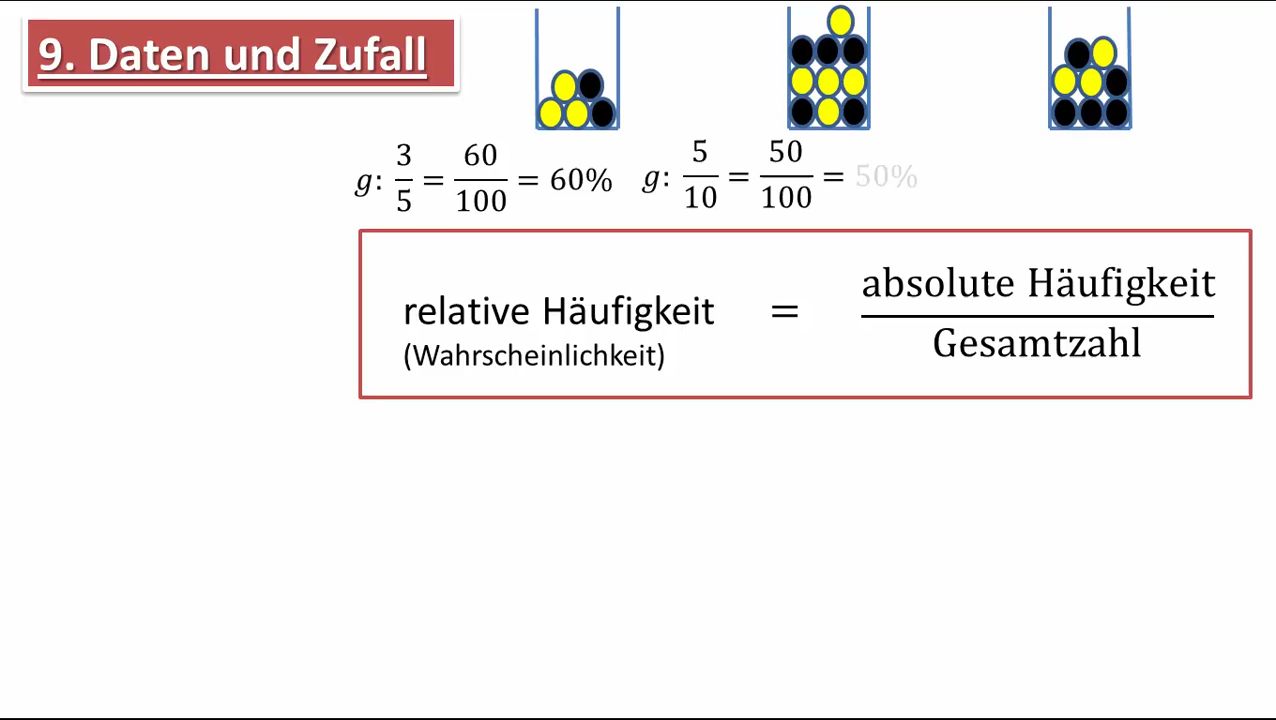 9. Daten und Zufall
g: 3/5 = 60/100 = 60% g: 5/10 = 50/100 = 50%
relative Häufigkeit = absolute Häufigkeit / Gesamtzahl
(Wahrscheinlichkeit)